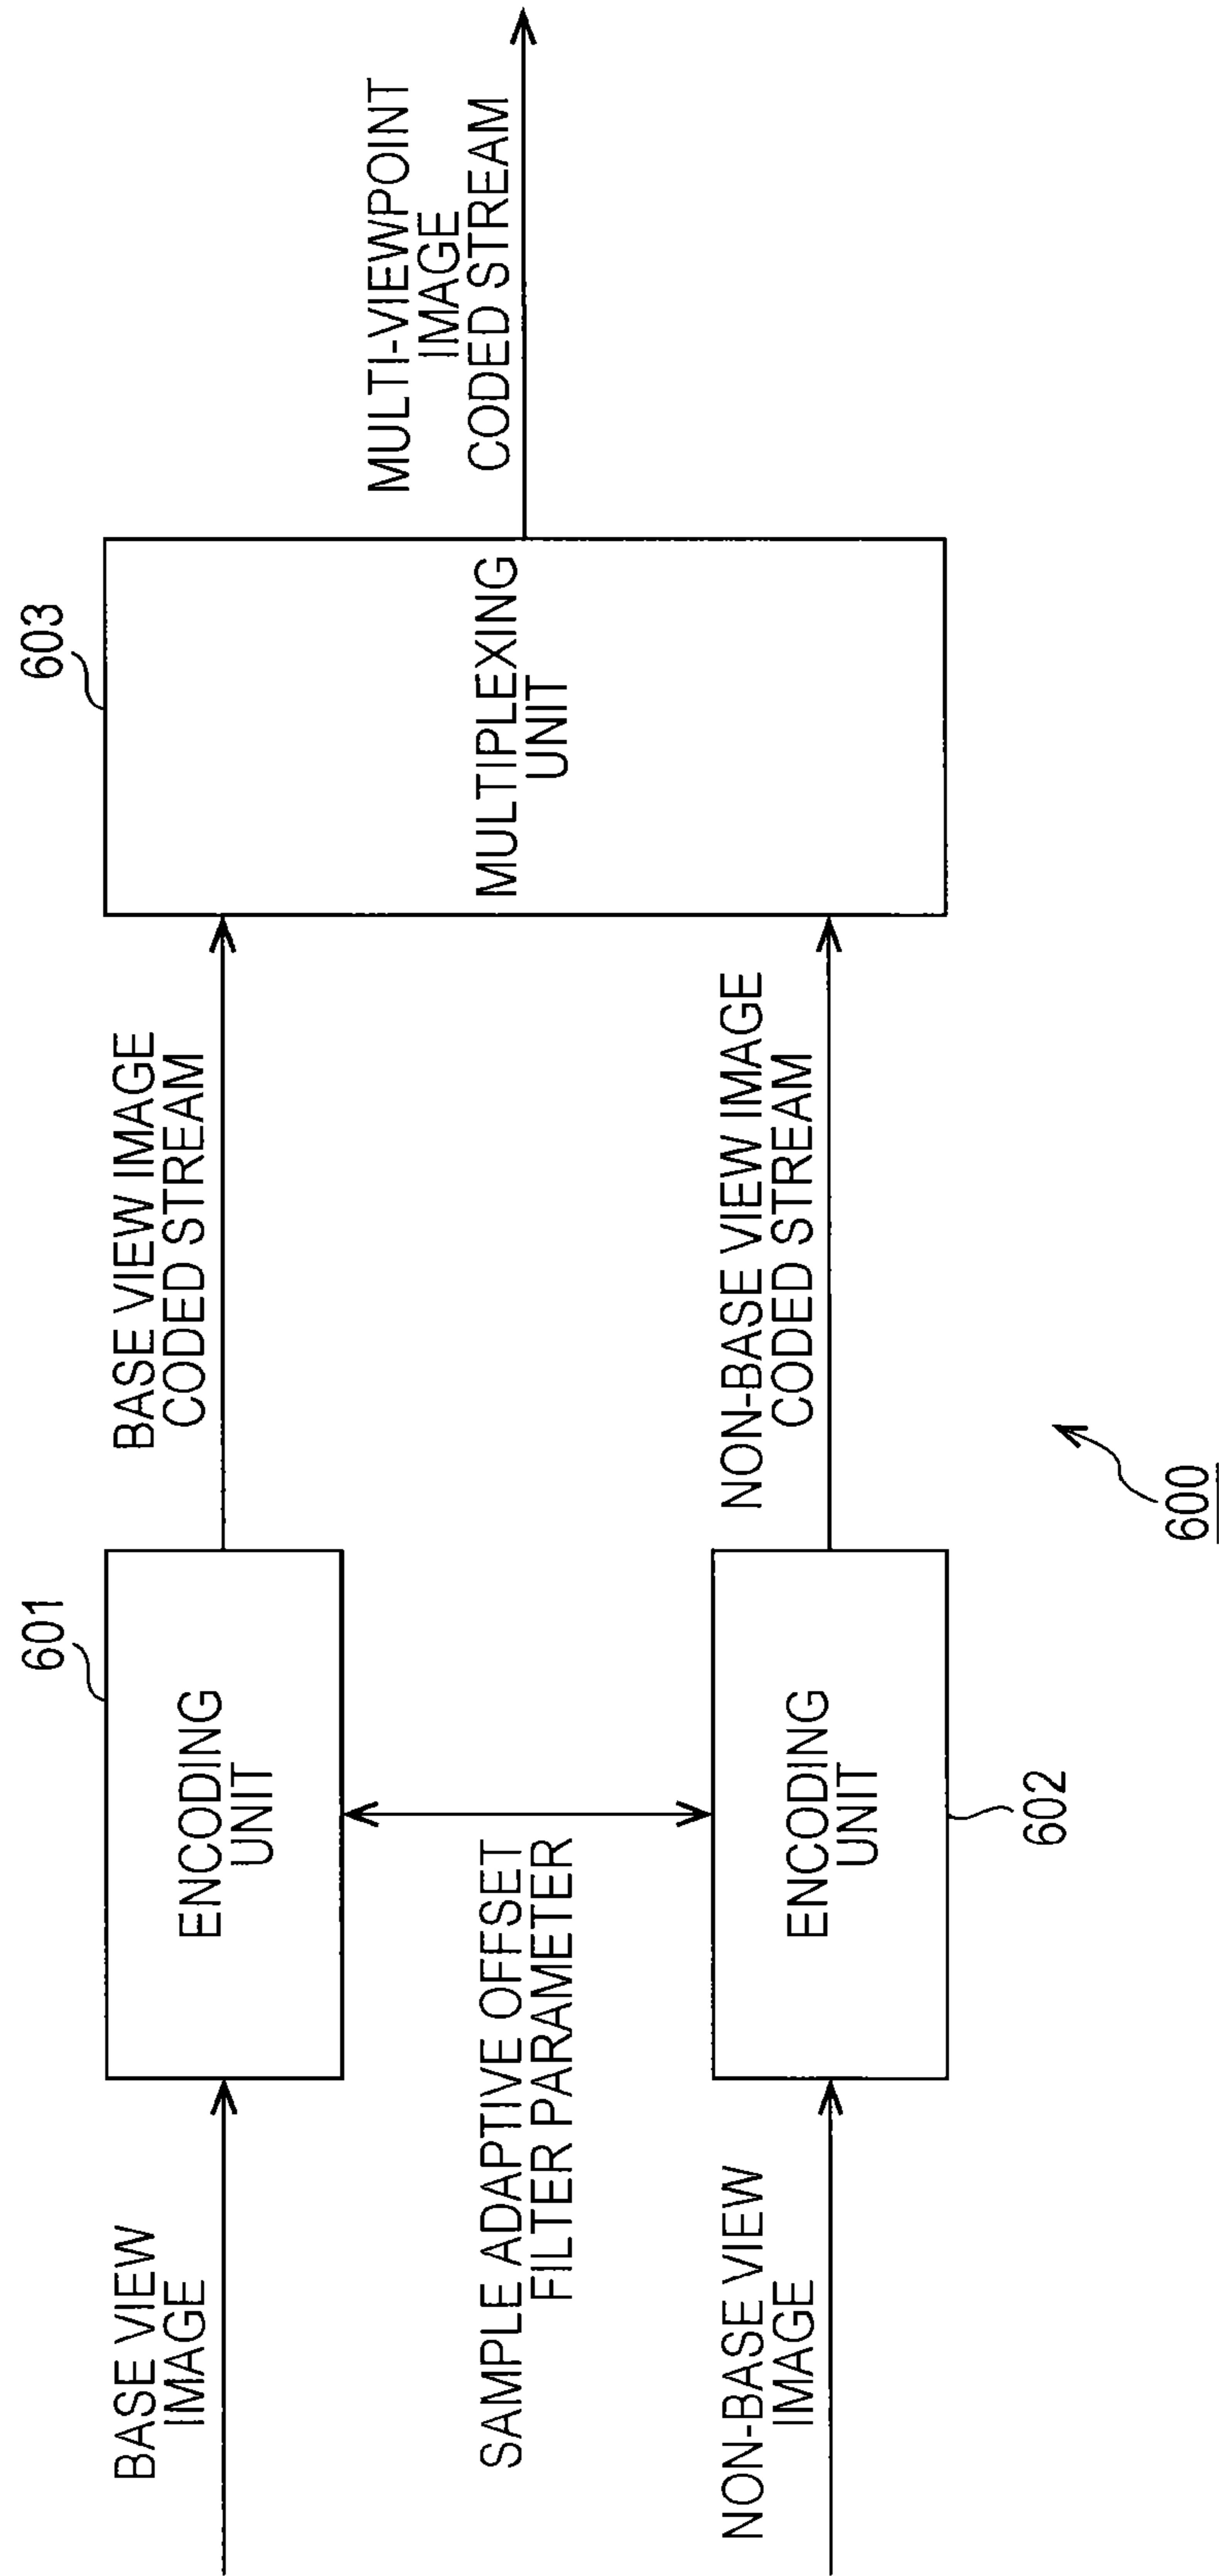 BASE VIEW
IMAGE
601
ENCODING
UNIT
BASE VIEW IMAGE
CODED STREAM
603
MULTIPLEXING
UNIT
MULTI-VIEWPOINT
IMAGE
CODED STREAM
SAMPLE ADAPTIVE OFFSET
FILTER PARAMETER
NON-BASE VIEW
IMAGE
ENCODING
UNIT
602
NON-BASE VIEW IMAGE
CODED STREAM
600